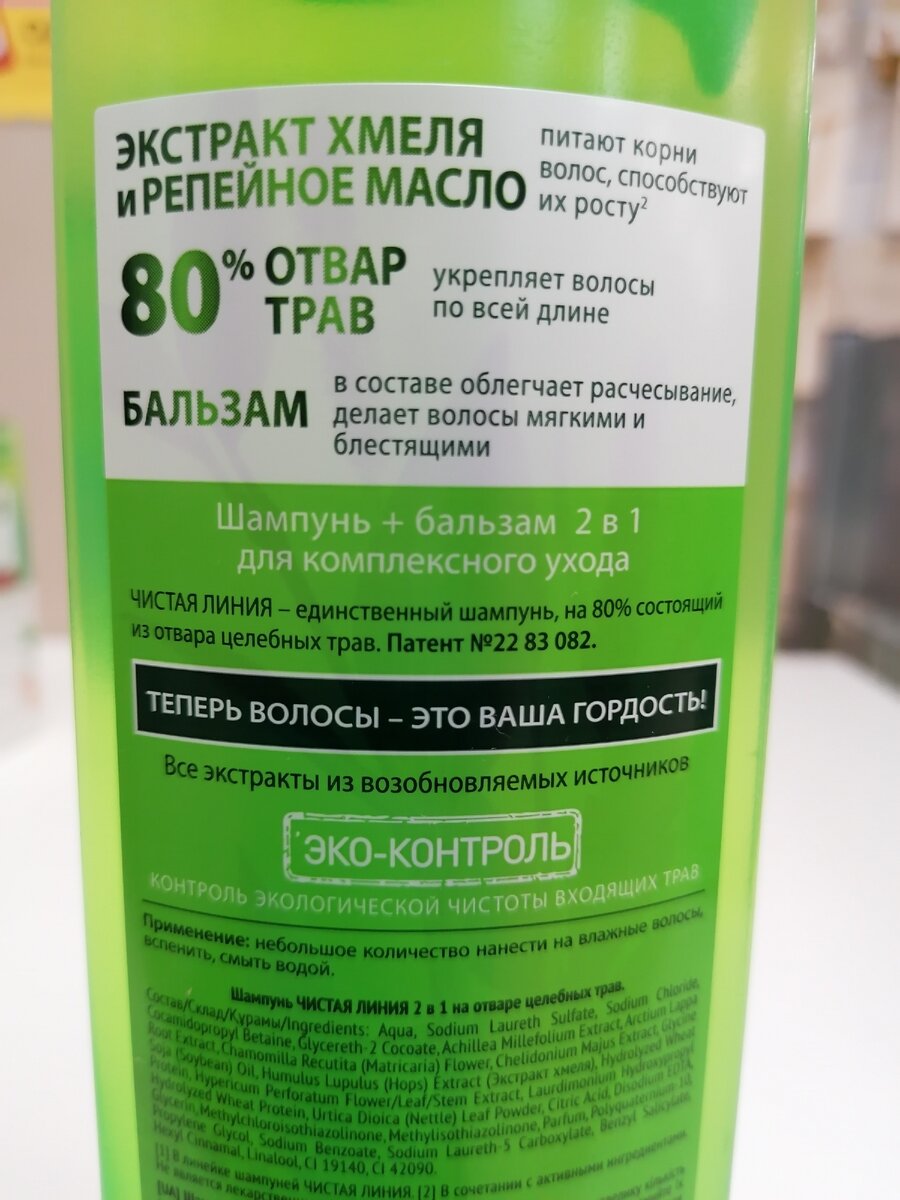 ЭКСТРАКТ ХМЕЛЯ
и РЕПЕЙНОЕ МАСЛО
питают корни
волос, способствуют
их росту²
80% ОТВАР
ТРАВ
укрепляет волосы
по всей длине
БАЛЬЗАМ
в составе облегчает расчесывание,
делает волосы мягкими и
блестящими
Шампунь + бальзам 2 в 1
для комплексного ухода
ЧИСТАЯ ЛИНИЯ – единственный шампунь, на 80% состоящий
из отвара целебных трав. Патент №22 83 082.
ТЕПЕРЬ ВОЛОСЫ – ЭТО ВАША ГОРДОСТЬ!
Все экстракты из возобновляемых источников
ЭКО-КОНТРОЛЬ
КОНТРОЛЬ ЭКОЛОГИЧЕСКОЙ ЧИСТОТЫ ВХОДЯЩИХ ТРАВ
Применение: небольшое количество нанести на влажные волосы,
вспенить, смыть водой.
Шампунь ЧИСТАЯ ЛИНИЯ 2 в 1 на отваре целебных трав.
Состав/Склад/Құрамы/Ingredients: Aqua, Sodium Laureth Sulfate, Sodium Chloride,
Cocamidopropyl Betaine, Glycereth-2 Cocoate, Achillea Millefolium Extract, Arctium Lappa
Root Extract, Chamomilla Recutita (Matricaria) Flower, Chelidonium Majus Extract, Glycine
Soja (Soybean) Oil, Humulus Lupulus (Hops) Extract (Экстракт хмеля), Hydrolyzed Wheat
Protein, Hypericum Perforatum Flower/Leaf/Stem Extract, Laurdimonium Hydroxypropyl
Hydrolyzed Wheat Protein, Urtica Dioica (Nettle) Leaf Powder, Citric Acid, Disodium EDTA,
Glycerin, Methylchloroisothiazolinone, Methylisothiazolinone, Parfum, Polyquaternium-10,
Propylene Glycol, Sodium Benzoate, Sodium Laureth-5 Carboxylate, Benzyl Salicylate,
Hexyl Cinnamal, Linalool, CI 19140, CI 42090.
[1] В линейке шампуней ЧИСТАЯ ЛИНИЯ. [2] В сочетании с активными ингредиентами.
Не является лекарственным
[UA]
кількість